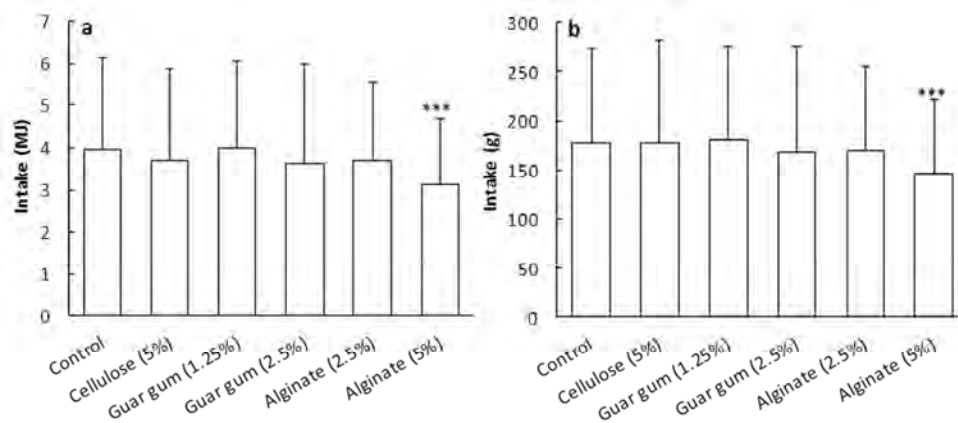 a
Intake (MJ)
7
6
5
4
3
2
1
0
***
Control
Cellulose (5%)
Guar gum (1.25%)
Guar gum (2.5%)
Alginate (2.5%)
Alginate (5%)
b
Intake (g)
300
250
200
150
100
50
0
***
Control
Cellulose (5%)
Guar gum (1.25%)
Guar gum (2.5%)
Alginate (2.5%)
Alginate (5%)